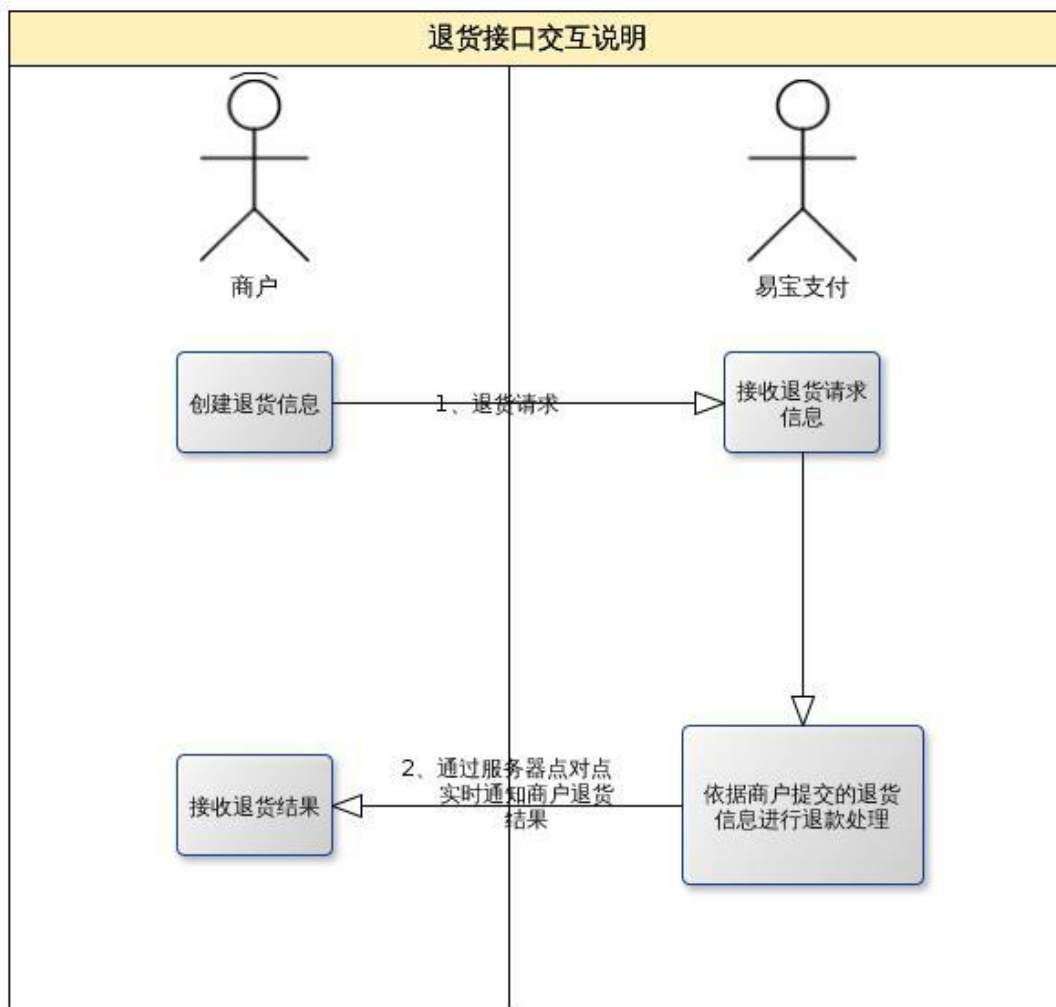 退货接口交互说明
商户
易宝支付
创建退货信息
1、退货请求
接收退货请求
信息
接收退货结果
2、通过服务器点对点
实时通知商户退货
结果
依据商户提交的退货
信息进行退款处理